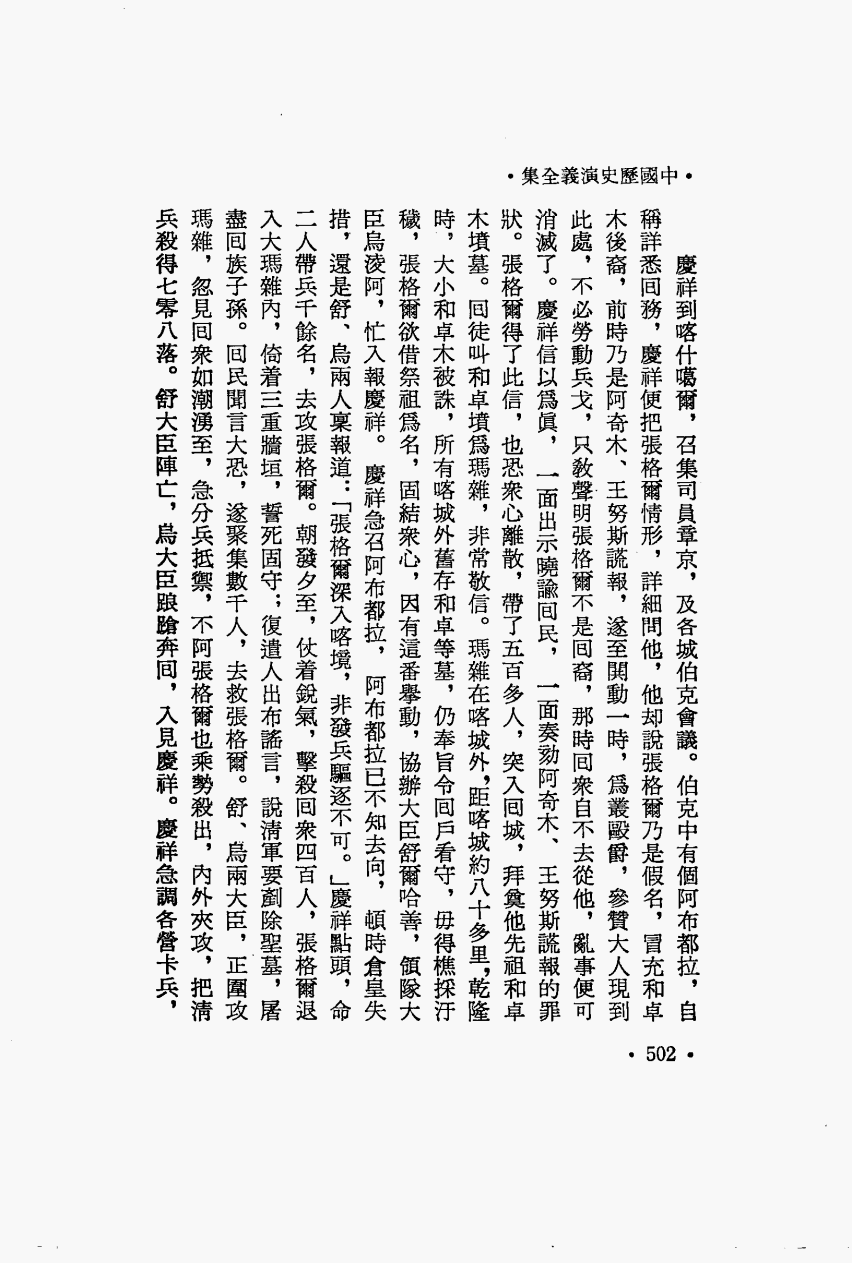 •中國歷史演義全集•
慶祥到喀什噶爾，召集司員章京，及各城伯克會議。伯克中有個阿布都拉，自
稱詳悉回務，慶祥便把張格爾情形，詳細問他，他却說張格爾乃是假名，冒充和卓
木後裔，前時乃是阿奇木、王努斯謊報，遂至開動一時，爲叢毆爵，參贊大人現到
此處，不必勞動兵戈，只敎聲明張格爾不是回裔，那時回衆自不去從他，亂事便可
消滅了。慶祥信以爲眞，一面出示曉諭回民，一面奏劾阿奇木、王努斯謊報的罪
狀。張格爾得了此信，也恐衆心離散，帶了五百多人，突入回城，拜奠他先祖和卓
木墳墓。回徒叫和卓墳爲瑪雜，非常敬信。瑪雜在喀城外，距喀城約八十多里，乾隆
時，大小和卓木被誅，所有喀城外舊存和卓等墓，仍奉旨令回戶看守，毋得樵採汙
穢，張格爾欲借祭祖爲名，固結衆心，因有這番擧動，協辦大臣舒爾哈善，領隊大
臣烏淩阿，忙入報慶祥。慶祥急召阿布都拉，阿布都拉已不知去向，頓時倉皇失
措，還是舒、烏兩人稟報道：「張格爾深入喀境，非發兵驅逐不可。」慶祥點頭，命
二人帶兵千餘名，去攻張格爾。朝發夕至，仗着銳氣，擊殺回衆四百人，張格爾退
入大瑪雜內，倚着三重牆垣，誓死固守；復遣人出布謠言，說清軍要剷除聖墓，屠
盡回族子孫。回民聞言大恐，遂聚集數千人，去救張格爾。舒、烏兩大臣，正圍攻
瑪雜，忽見回衆如潮湧至，急分兵抵禦，不阿張格爾也乘勢殺出，內外夾攻，把清
兵殺得七零八落。舒大臣陣亡，烏大臣踉蹌奔回，入見慶祥。慶祥急調各營卡兵，
•502•